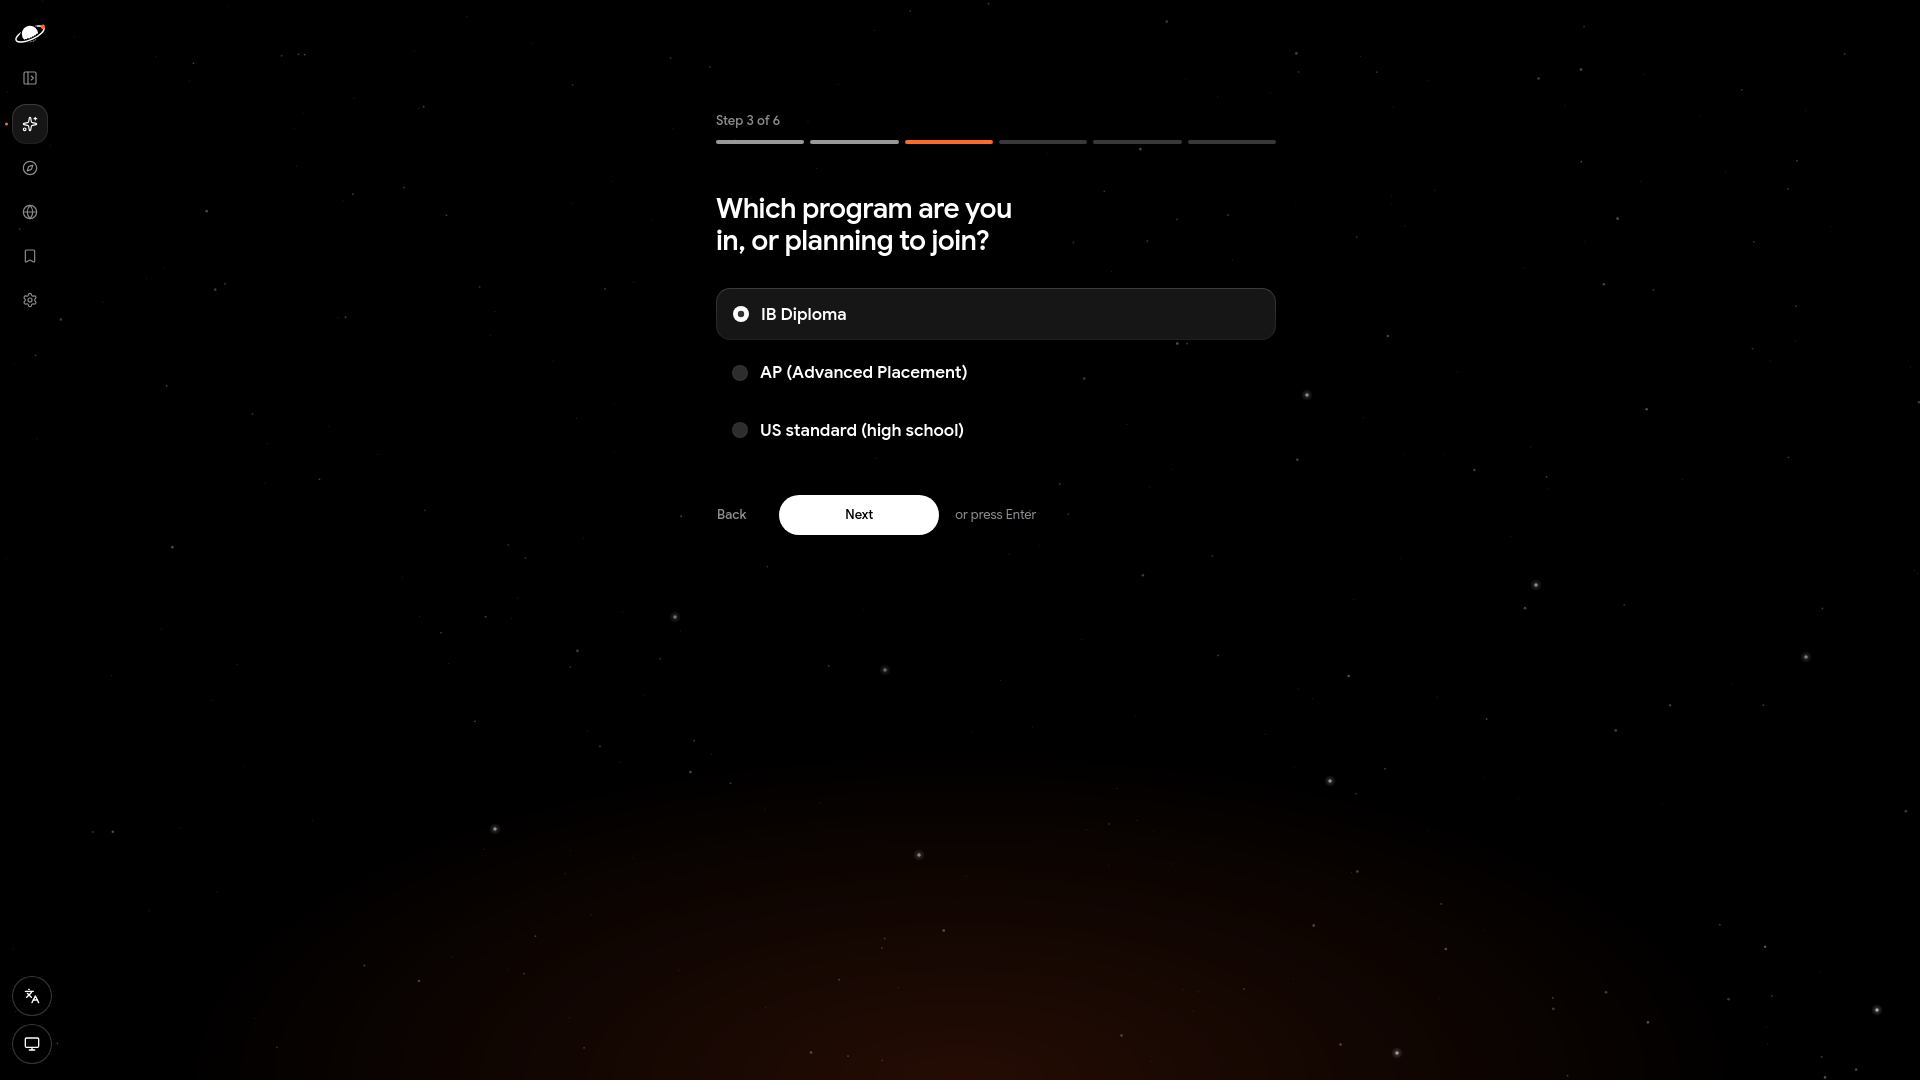 Step 3 of 6
Which program are you
in, or planning to join?
IB Diploma
AP (Advanced Placement)
US standard (high school)
Back
Next
or press Enter